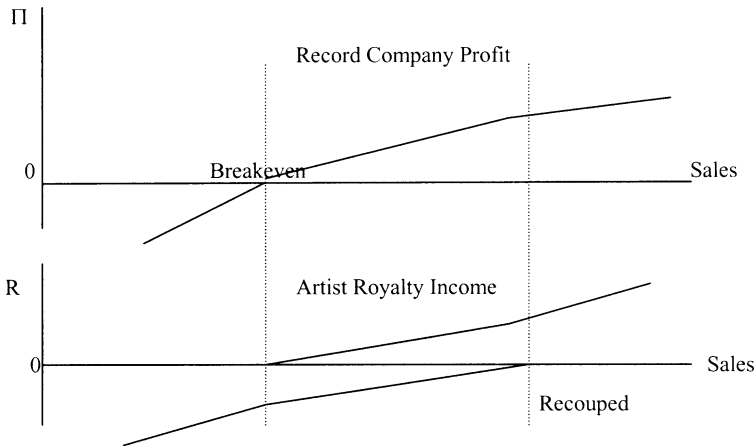 Π
Record Company Profit
0
Breakeven
Sales
R
Artist Royalty Income
0
Sales
Recouped